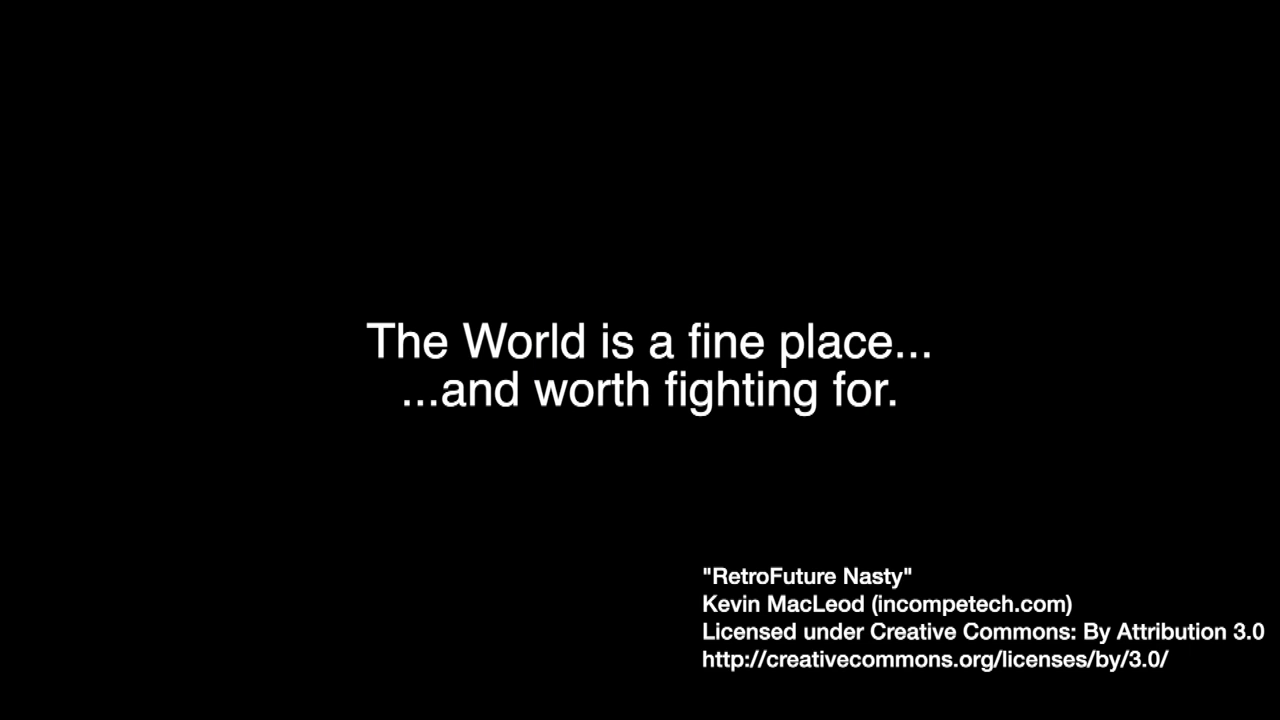 The World is a fine place...
...and worth fighting for.
"RetroFuture Nasty"
Kevin MacLeod (incompetech.com)
Licensed under Creative Commons: By Attribution 3.0
http://creativecommons.org/licenses/by/3.0/